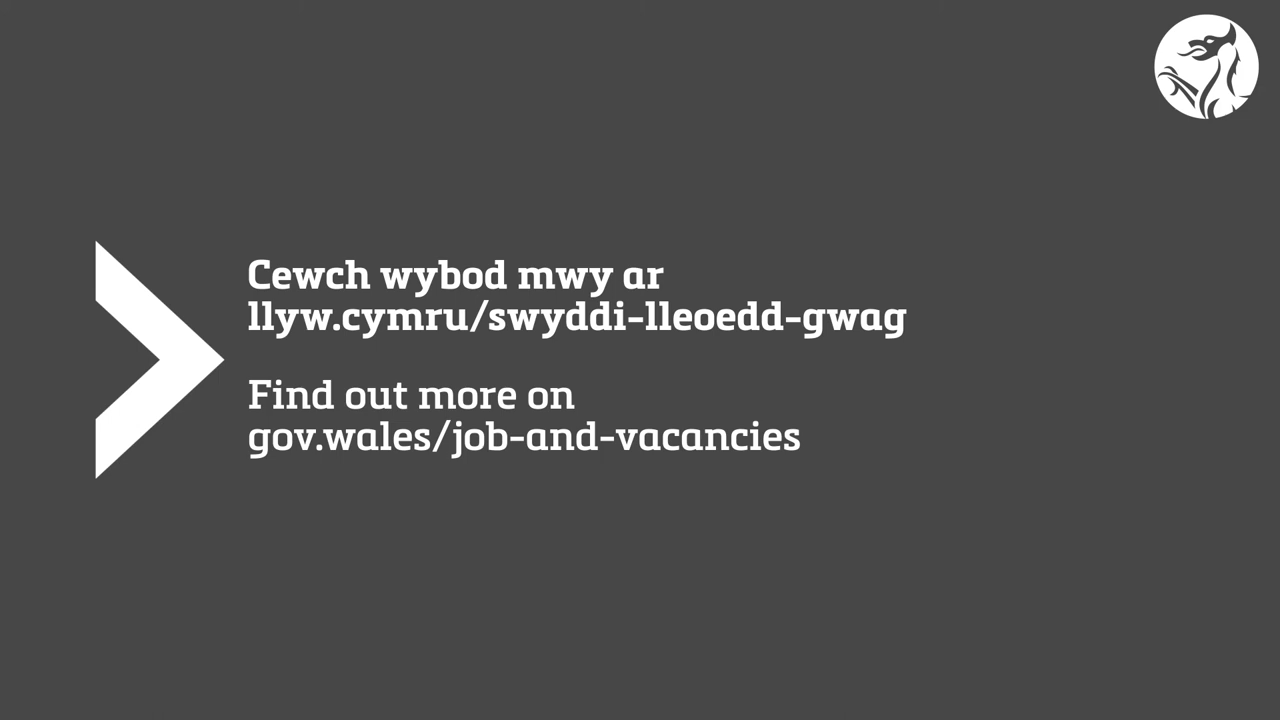 Cewch wybod mwy ar
llyw.cymru/swyddi-lleoedd-gwag
Find out more on
gov.wales/job-and-vacancies